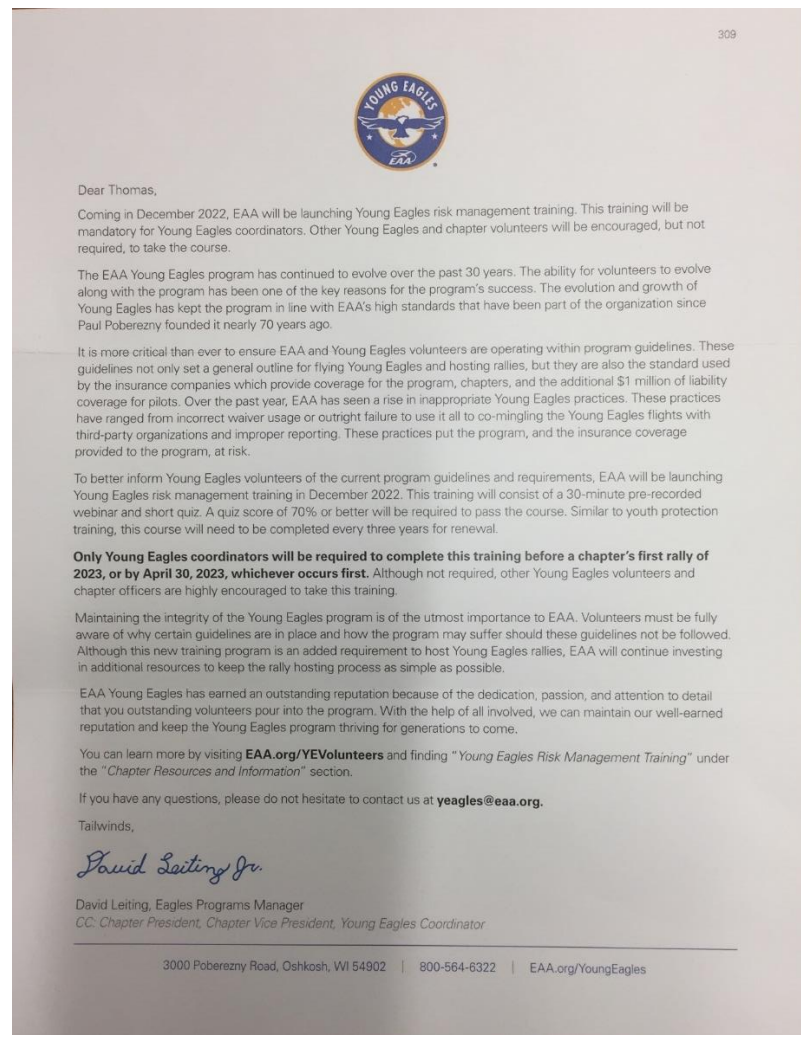 309
YOUNG EAGLES
EAA
Dear Thomas,
Coming in December 2022, EAA will be launching Young Eagles risk management training. This training will be
mandatory for Young Eagles coordinators. Other Young Eagles and chapter volunteers will be encouraged, but not
required, to take the course.
The EAA Young Eagles program has continued to evolve over the past 30 years. The ability for volunteers to evolve
along with the program has been one of the key reasons for the program's success. The evolution and growth of
Young Eagles has kept the program in line with EAA's high standards that have been part of the organization since
Paul Poberezny founded it nearly 70 years ago.
It is more critical than ever to ensure EAA and Young Eagles volunteers are operating within program guidelines. These
guidelines not only set a general outline for flying Young Eagles and hosting rallies, but they are also the standard used
by the insurance companies which provide coverage for the program, chapters, and the additional $1 million of liability
coverage for pilots. Over the past year, EAA has seen a rise in inappropriate Young Eagles practices. These practices
have ranged from incorrect waiver usage or outright failure to use it all to co-mingling the Young Eagles flights with
third-party organizations and improper reporting. These practices put the program, and the insurance coverage
provided to the program, at risk.
To better inform Young Eagles volunteers of the current program guidelines and requirements, EAA will be launching
Young Eagles risk management training in December 2022. This training will consist of a 30-minute pre-recorded
webinar and short quiz. A quiz score of 70% or better will be required to pass the course. Similar to youth protection
training, this course will need to be completed every three years for renewal.
Only Young Eagles coordinators will be required to complete this training before a chapter's first rally of
2023, or by April 30, 2023, whichever occurs first. Although not required, other Young Eagles volunteers and
chapter officers are highly encouraged to take this training.
Maintaining the integrity of the Young Eagles program is of the utmost importance to EAA. Volunteers must be fully
aware of why certain guidelines are in place and how the program may suffer should these guidelines not be followed.
Although this new training program is an added requirement to host Young Eagles rallies, EAA will continue investing
in additional resources to keep the rally hosting process as simple as possible.
EAA Young Eagles has earned an outstanding reputation because of the dedication, passion, and attention to detail
that you outstanding volunteers pour into the program. With the help of all involved, we can maintain our well-earned
reputation and keep the Young Eagles program thriving for generations to come.
You can learn more by visiting EAA.org/YEVolunteers and finding "Young Eagles Risk Management Training" under
the "Chapter Resources and Information" section.
If you have any questions, please do not hesitate to contact us at yeagles@eaa.org.
Tailwinds,
David Leiting Jr.
David Leiting, Eagles Programs Manager
CC: Chapter President, Chapter Vice President, Young Eagles Coordinator
3000 Poberezny Road, Oshkosh, WI 54902 | 800-564-6322 | EAA.org/YoungEagles